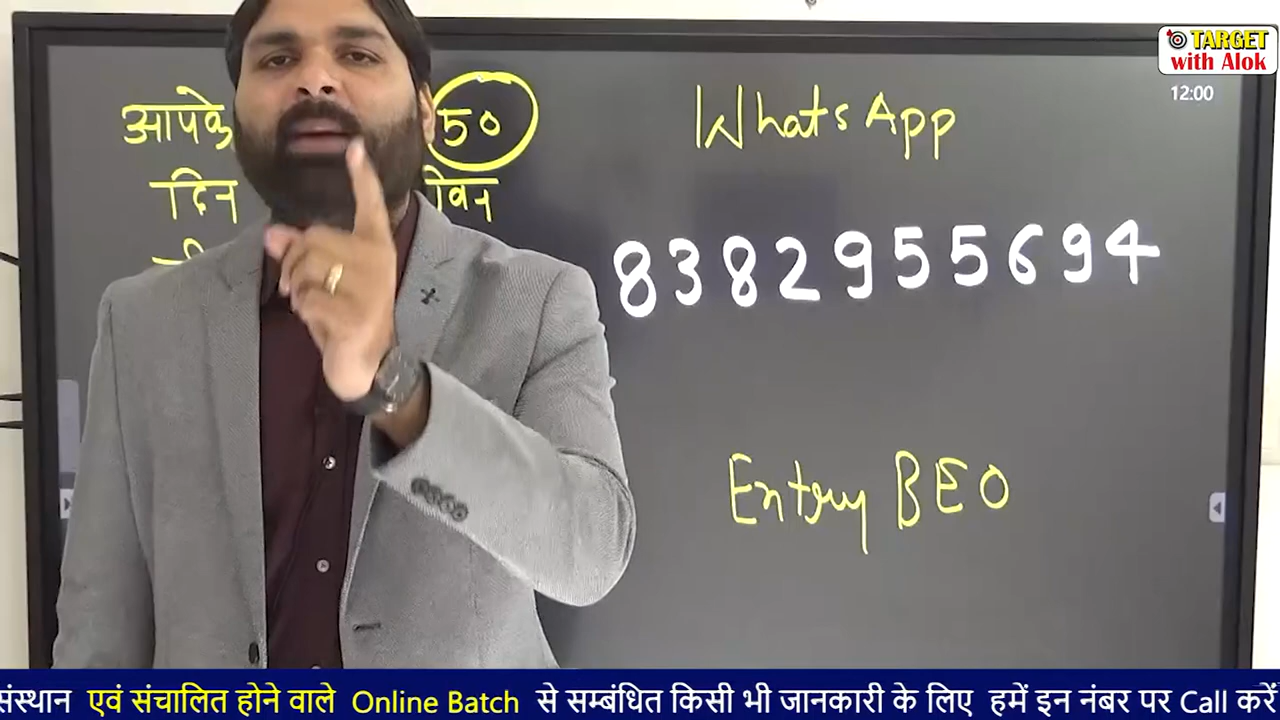 TARGET
with Alok
12:00
आपके 50
दिन
WhatsApp
8382955694
Entry BEO
संस्थान एवं संचालित होने वाले Online Batch से सम्बंधित किसी भी जानकारी के लिए हमें इन नंबर पर Call करें